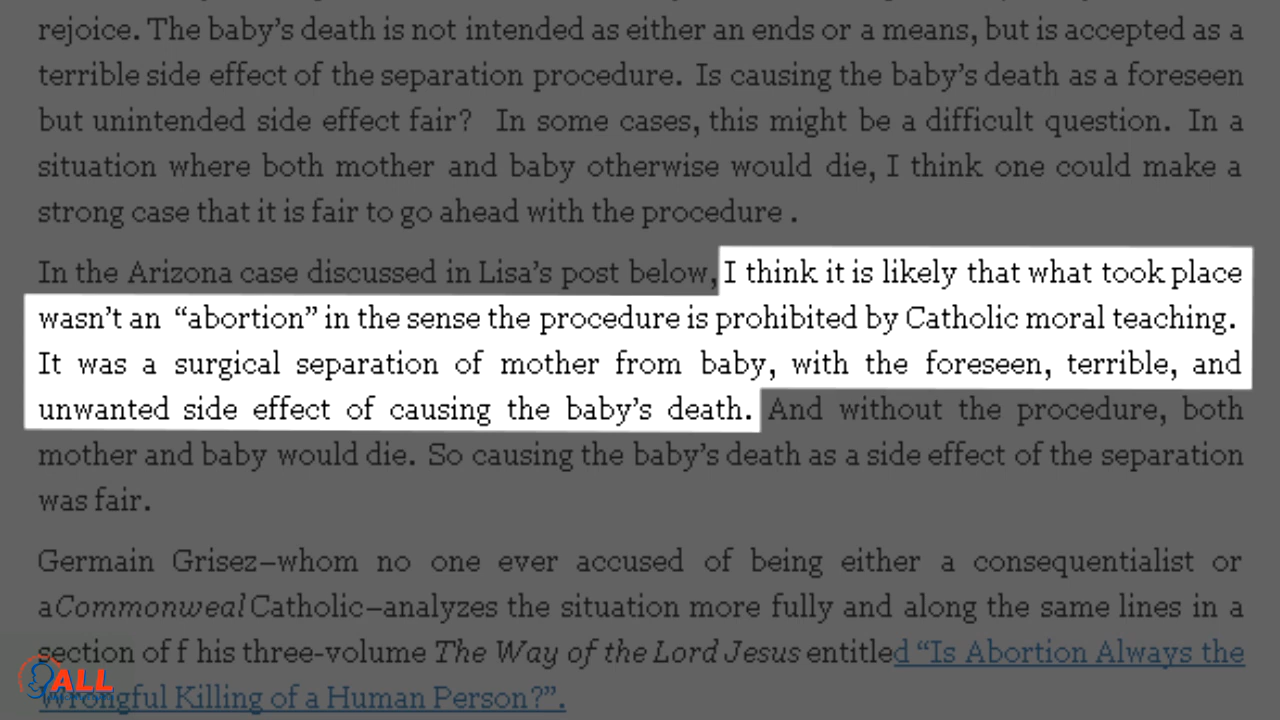 rejoice. The baby's death is not intended as either an ends or a means, but is accepted as a
terrible side effect of the separation procedure. Is causing the baby's death as a foreseen
but unintended side effect fair? In some cases, this might be a difficult question. In a
situation where both mother and baby otherwise would die, I think one could make a
strong case that it is fair to go ahead with the procedure .
In the Arizona case discussed in Lisa's post below, I think it is likely that what took place
wasn't an “abortion” in the sense the procedure is prohibited by Catholic moral teaching.
It was a surgical separation of mother from baby, with the foreseen, terrible, and
unwanted side effect of causing the baby's death. And without the procedure, both
mother and baby would die. So causing the baby's death as a side effect of the separation
was fair.
Germain Grisez–whom no one ever accused of being either a consequentialist or
aCommonweal Catholic–analyzes the situation more fully and along the same lines in a
section of f his three-volume The Way of the Lord Jesus entitled “Is Abortion Always the
Wrongful Killing of a Human Person?”.
ALL